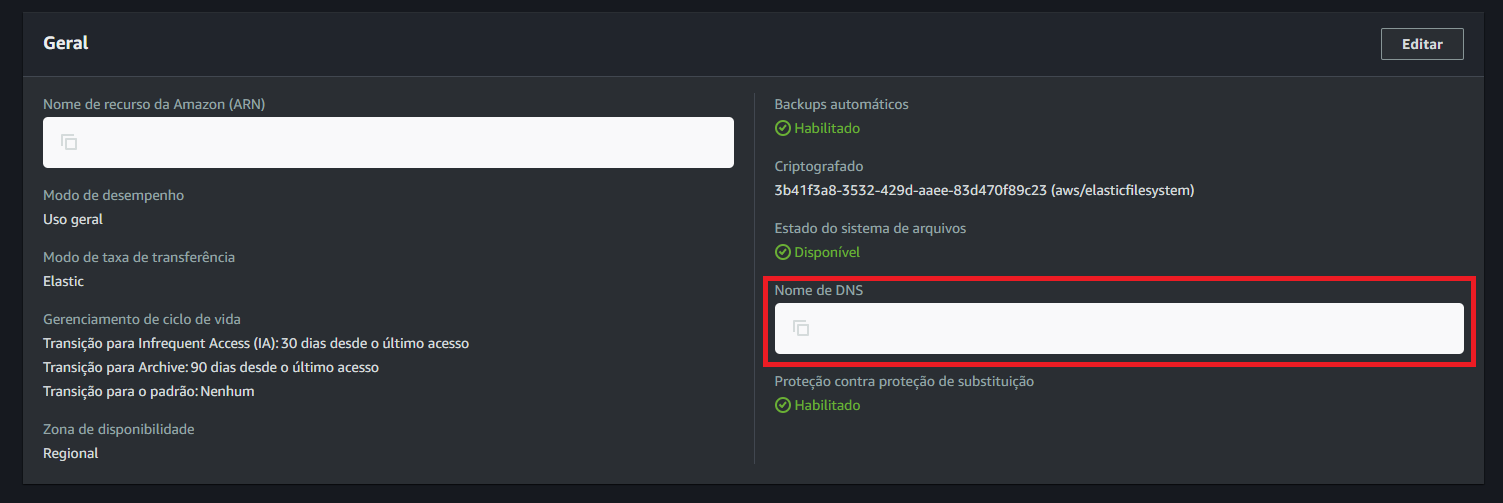 Geral
Editar
Nome de recurso da Amazon (ARN)
Modo de desempenho
Uso geral
Modo de taxa de transferência
Elastic
Gerenciamento de ciclo de vida
Transição para Infrequent Access (IA): 30 dias desde o último acesso
Transição para Archive: 90 dias desde o último acesso
Transição para o padrão: Nenhum
Zona de disponibilidade
Regional
Backups automáticos
Habilitado
Criptografado
3b41f3a8-3532-429d-aaee-83d470f89c23 (aws/elasticfilesystem)
Estado do sistema de arquivos
Disponível
Nome de DNS
Proteção contra proteção de substituição
Habilitado